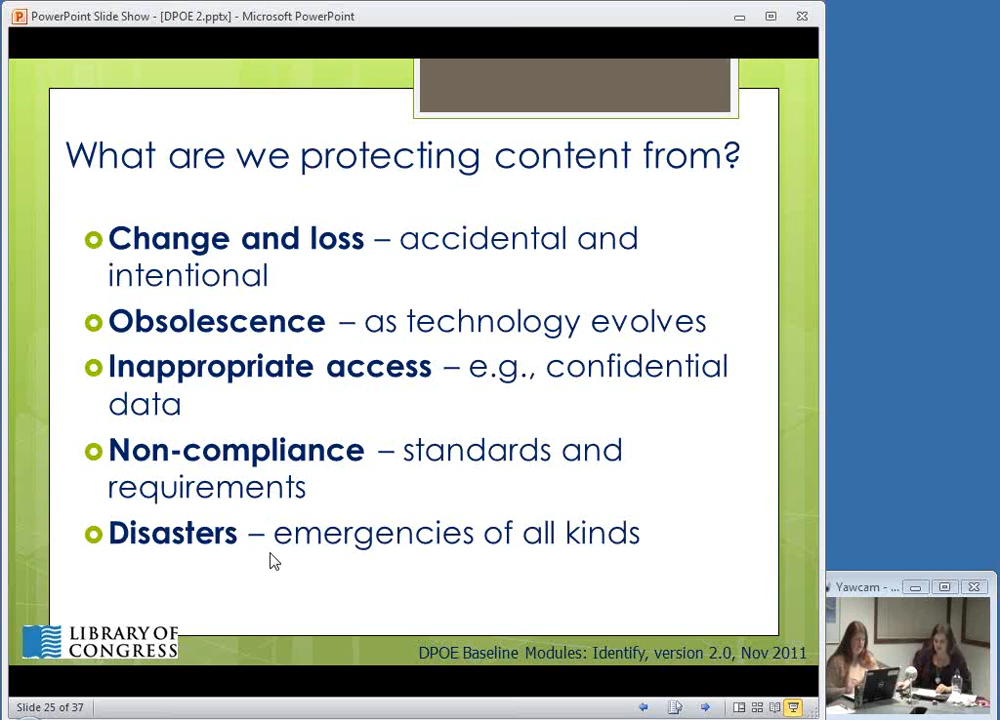 PowerPoint Slide Show - [DPOE 2.pptx] - Microsoft PowerPoint
What are we protecting content from?
Change and loss – accidental and
intentional
Obsolescence – as technology evolves
Inappropriate access – e.g., confidential
data
Non-compliance – standards and
requirements
Disasters – emergencies of all kinds
LIBRARY OF
CONGRESS
DPOE Baseline Modules: Identify, version 2.0, Nov 2011
Slide 25 of 37
Yawcam - ...